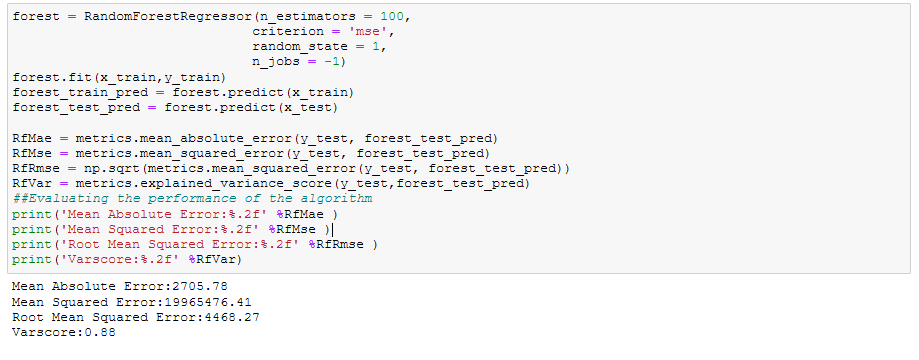 forest = RandomForestRegressor(n_estimators = 100,
criterion = 'mse',
random_state = 1,
n_jobs = -1)
forest.fit(x_train,y_train)
forest_train_pred = forest.predict(x_train)
forest_test_pred = forest.predict(x_test)
RfMae = metrics.mean_absolute_error(y_test, forest_test_pred)
RfMse = metrics.mean_squared_error(y_test, forest_test_pred)
RfRmse = np.sqrt(metrics.mean_squared_error(y_test, forest_test_pred))
RfVar = metrics.explained_variance_score(y_test,forest_test_pred)
##Evaluating the performance of the algorithm
print('Mean Absolute Error:%.2f' %RfMae )
print('Mean Squared Error:%.2f' %RfMse )
print('Root Mean Squared Error:%.2f' %RfRmse )
print('Varscore:%.2f' %RfVar)
Mean Absolute Error:2705.78
Mean Squared Error:19965476.41
Root Mean Squared Error:4468.27
Varscore:0.88